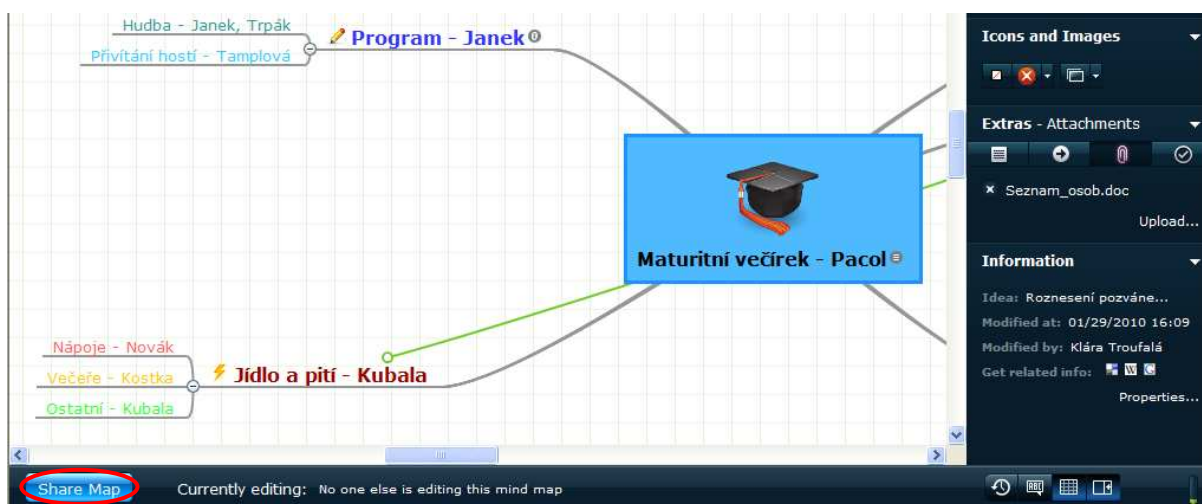 Hudba - Janek, Trpák
Přivítání hostí - Tamplová
Program - Janek
Maturitní večírek - Pacol
Nápoje - Novák
Večeře - Kostka
Ostatní - Kubala
Jídlo a pití - Kubala
Share Map
Currently editing: No one else is editing this mind map
Icons and Images
Extras - Attachments
Seznam_osob.doc
Upload...
Information
Idea: Roznesení pozváne...
Modified at: 01/29/2010 16:09
Modified by: Klára Troufalá
Get related info: W G
Properties...